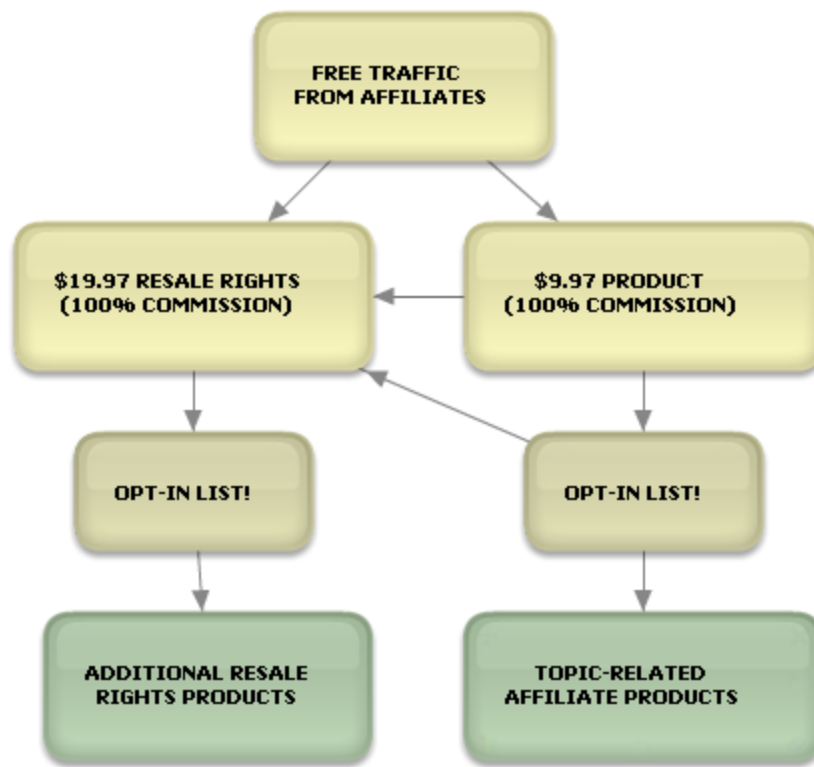 FREE TRAFFIC
FROM AFFILIATES
$19.97 RESALE RIGHTS
(100% COMMISSION)
$9.97 PRODUCT
(100% COMMISSION)
OPT-IN LIST!
OPT-IN LIST!
ADDITIONAL RESALE
RIGHTS PRODUCTS
TOPIC-RELATED
AFFILIATE PRODUCTS